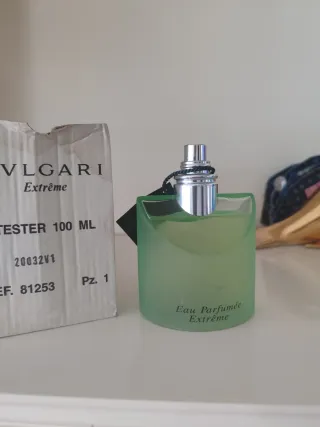 VLGARI
Extrême
TESTER 100 ML
20032V1
EF. 81253 Pz. 1
Eau Parfumée
Extrême